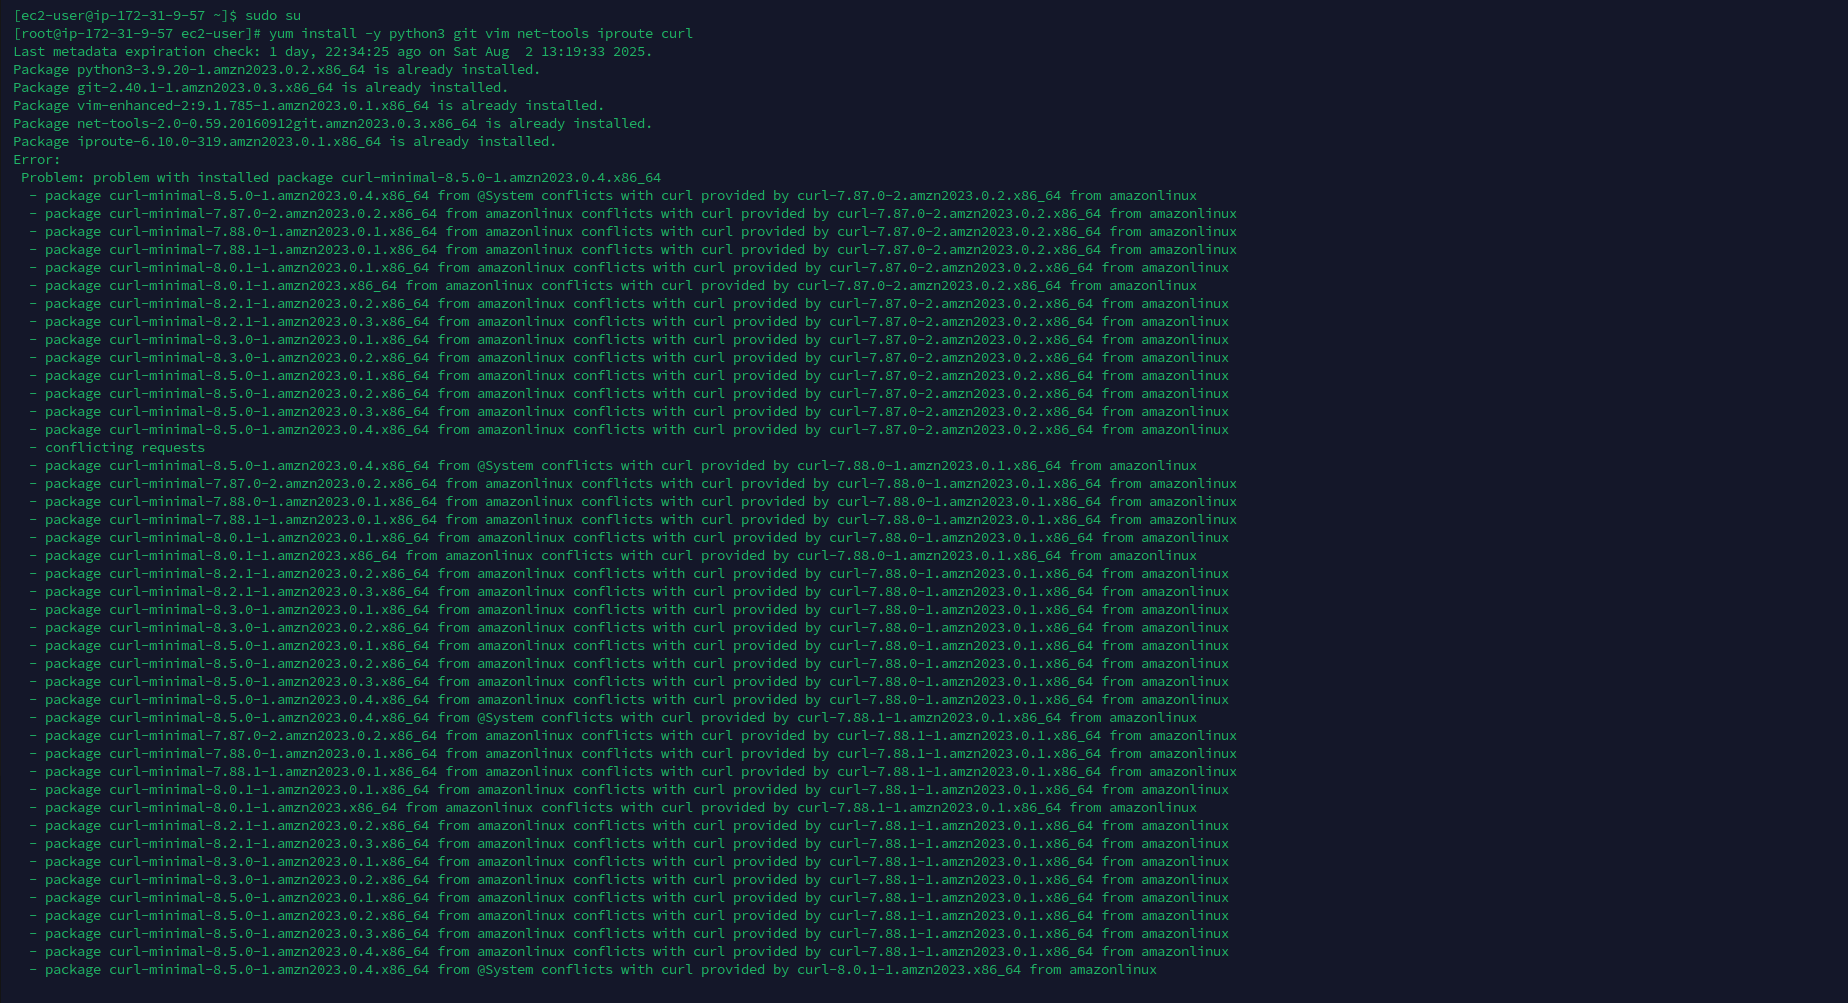 [ec2-user@ip-172-31-9-57 ~]$ sudo su
[root@ip-172-31-9-57 ec2-user]# yum install -y python3 git vim net-tools iproute curl
Last metadata expiration check: 1 day, 22:34:25 ago on Sat Aug  2 13:19:33 2025.
Package python3-3.9.20-1.amzn2023.0.2.x86_64 is already installed.
Package git-2.40.1-1.amzn2023.0.3.x86_64 is already installed.
Package vim-enhanced-2:9.1.785-1.amzn2023.0.1.x86_64 is already installed.
Package net-tools-2.0-0.59.20160912git.amzn2023.0.3.x86_64 is already installed.
Package iproute-6.10.0-319.amzn2023.0.1.x86_64 is already installed.
Error:
 Problem: problem with installed package curl-minimal-8.5.0-1.amzn2023.0.4.x86_64
  - package curl-minimal-8.5.0-1.amzn2023.0.4.x86_64 from @System conflicts with curl provided by curl-7.87.0-2.amzn2023.0.2.x86_64 from amazonlinux
  - package curl-minimal-7.87.0-2.amzn2023.0.2.x86_64 from amazonlinux conflicts with curl provided by curl-7.87.0-2.amzn2023.0.2.x86_64 from amazonlinux
  - package curl-minimal-7.88.0-1.amzn2023.0.1.x86_64 from amazonlinux conflicts with curl provided by curl-7.87.0-2.amzn2023.0.2.x86_64 from amazonlinux
  - package curl-minimal-7.88.1-1.amzn2023.0.1.x86_64 from amazonlinux conflicts with curl provided by curl-7.87.0-2.amzn2023.0.2.x86_64 from amazonlinux
  - package curl-minimal-8.0.1-1.amzn2023.0.1.x86_64 from amazonlinux conflicts with curl provided by curl-7.87.0-2.amzn2023.0.2.x86_64 from amazonlinux
  - package curl-minimal-8.0.1-1.amzn2023.x86_64 from amazonlinux conflicts with curl provided by curl-7.87.0-2.amzn2023.0.2.x86_64 from amazonlinux
  - package curl-minimal-8.2.1-1.amzn2023.0.2.x86_64 from amazonlinux conflicts with curl provided by curl-7.87.0-2.amzn2023.0.2.x86_64 from amazonlinux
  - package curl-minimal-8.2.1-1.amzn2023.0.3.x86_64 from amazonlinux conflicts with curl provided by curl-7.87.0-2.amzn2023.0.2.x86_64 from amazonlinux
  - package curl-minimal-8.3.0-1.amzn2023.0.1.x86_64 from amazonlinux conflicts with curl provided by curl-7.87.0-2.amzn2023.0.2.x86_64 from amazonlinux
  - package curl-minimal-8.3.0-1.amzn2023.0.2.x86_64 from amazonlinux conflicts with curl provided by curl-7.87.0-2.amzn2023.0.2.x86_64 from amazonlinux
  - package curl-minimal-8.5.0-1.amzn2023.0.1.x86_64 from amazonlinux conflicts with curl provided by curl-7.87.0-2.amzn2023.0.2.x86_64 from amazonlinux
  - package curl-minimal-8.5.0-1.amzn2023.0.2.x86_64 from amazonlinux conflicts with curl provided by curl-7.87.0-2.amzn2023.0.2.x86_64 from amazonlinux
  - package curl-minimal-8.5.0-1.amzn2023.0.3.x86_64 from amazonlinux conflicts with curl provided by curl-7.87.0-2.amzn2023.0.2.x86_64 from amazonlinux
  - package curl-minimal-8.5.0-1.amzn2023.0.4.x86_64 from amazonlinux conflicts with curl provided by curl-7.87.0-2.amzn2023.0.2.x86_64 from amazonlinux
  - conflicting requests
  - package curl-minimal-8.5.0-1.amzn2023.0.4.x86_64 from @System conflicts with curl provided by curl-7.88.0-1.amzn2023.0.1.x86_64 from amazonlinux
  - package curl-minimal-7.87.0-2.amzn2023.0.2.x86_64 from amazonlinux conflicts with curl provided by curl-7.88.0-1.amzn2023.0.1.x86_64 from amazonlinux
  - package curl-minimal-7.88.0-1.amzn2023.0.1.x86_64 from amazonlinux conflicts with curl provided by curl-7.88.0-1.amzn2023.0.1.x86_64 from amazonlinux
  - package curl-minimal-7.88.1-1.amzn2023.0.1.x86_64 from amazonlinux conflicts with curl provided by curl-7.88.0-1.amzn2023.0.1.x86_64 from amazonlinux
  - package curl-minimal-8.0.1-1.amzn2023.0.1.x86_64 from amazonlinux conflicts with curl provided by curl-7.88.0-1.amzn2023.0.1.x86_64 from amazonlinux
  - package curl-minimal-8.0.1-1.amzn2023.x86_64 from amazonlinux conflicts with curl provided by curl-7.88.0-1.amzn2023.0.1.x86_64 from amazonlinux
  - package curl-minimal-8.2.1-1.amzn2023.0.2.x86_64 from amazonlinux conflicts with curl provided by curl-7.88.0-1.amzn2023.0.1.x86_64 from amazonlinux
  - package curl-minimal-8.2.1-1.amzn2023.0.3.x86_64 from amazonlinux conflicts with curl provided by curl-7.88.0-1.amzn2023.0.1.x86_64 from amazonlinux
  - package curl-minimal-8.3.0-1.amzn2023.0.1.x86_64 from amazonlinux conflicts with curl provided by curl-7.88.0-1.amzn2023.0.1.x86_64 from amazonlinux
  - package curl-minimal-8.3.0-1.amzn2023.0.2.x86_64 from amazonlinux conflicts with curl provided by curl-7.88.0-1.amzn2023.0.1.x86_64 from amazonlinux
  - package curl-minimal-8.5.0-1.amzn2023.0.1.x86_64 from amazonlinux conflicts with curl provided by curl-7.88.0-1.amzn2023.0.1.x86_64 from amazonlinux
  - package curl-minimal-8.5.0-1.amzn2023.0.2.x86_64 from amazonlinux conflicts with curl provided by curl-7.88.0-1.amzn2023.0.1.x86_64 from amazonlinux
  - package curl-minimal-8.5.0-1.amzn2023.0.3.x86_64 from amazonlinux conflicts with curl provided by curl-7.88.0-1.amzn2023.0.1.x86_64 from amazonlinux
  - package curl-minimal-8.5.0-1.amzn2023.0.4.x86_64 from amazonlinux conflicts with curl provided by curl-7.88.0-1.amzn2023.0.1.x86_64 from amazonlinux
  - package curl-minimal-8.5.0-1.amzn2023.0.4.x86_64 from @System conflicts with curl provided by curl-7.88.1-1.amzn2023.0.1.x86_64 from amazonlinux
  - package curl-minimal-7.87.0-2.amzn2023.0.2.x86_64 from amazonlinux conflicts with curl provided by curl-7.88.1-1.amzn2023.0.1.x86_64 from amazonlinux
  - package curl-minimal-7.88.0-1.amzn2023.0.1.x86_64 from amazonlinux conflicts with curl provided by curl-7.88.1-1.amzn2023.0.1.x86_64 from amazonlinux
  - package curl-minimal-7.88.1-1.amzn2023.0.1.x86_64 from amazonlinux conflicts with curl provided by curl-7.88.1-1.amzn2023.0.1.x86_64 from amazonlinux
  - package curl-minimal-8.0.1-1.amzn2023.0.1.x86_64 from amazonlinux conflicts with curl provided by curl-7.88.1-1.amzn2023.0.1.x86_64 from amazonlinux
  - package curl-minimal-8.0.1-1.amzn2023.x86_64 from amazonlinux conflicts with curl provided by curl-7.88.1-1.amzn2023.0.1.x86_64 from amazonlinux
  - package curl-minimal-8.2.1-1.amzn2023.0.2.x86_64 from amazonlinux conflicts with curl provided by curl-7.88.1-1.amzn2023.0.1.x86_64 from amazonlinux
  - package curl-minimal-8.2.1-1.amzn2023.0.3.x86_64 from amazonlinux conflicts with curl provided by curl-7.88.1-1.amzn2023.0.1.x86_64 from amazonlinux
  - package curl-minimal-8.3.0-1.amzn2023.0.1.x86_64 from amazonlinux conflicts with curl provided by curl-7.88.1-1.amzn2023.0.1.x86_64 from amazonlinux
  - package curl-minimal-8.3.0-1.amzn2023.0.2.x86_64 from amazonlinux conflicts with curl provided by curl-7.88.1-1.amzn2023.0.1.x86_64 from amazonlinux
  - package curl-minimal-8.5.0-1.amzn2023.0.1.x86_64 from amazonlinux conflicts with curl provided by curl-7.88.1-1.amzn2023.0.1.x86_64 from amazonlinux
  - package curl-minimal-8.5.0-1.amzn2023.0.2.x86_64 from amazonlinux conflicts with curl provided by curl-7.88.1-1.amzn2023.0.1.x86_64 from amazonlinux
  - package curl-minimal-8.5.0-1.amzn2023.0.3.x86_64 from amazonlinux conflicts with curl provided by curl-7.88.1-1.amzn2023.0.1.x86_64 from amazonlinux
  - package curl-minimal-8.5.0-1.amzn2023.0.4.x86_64 from amazonlinux conflicts with curl provided by curl-7.88.1-1.amzn2023.0.1.x86_64 from amazonlinux
  - package curl-minimal-8.5.0-1.amzn2023.0.4.x86_64 from @System conflicts with curl provided by curl-8.0.1-1.amzn2023.x86_64 from amazonlinux